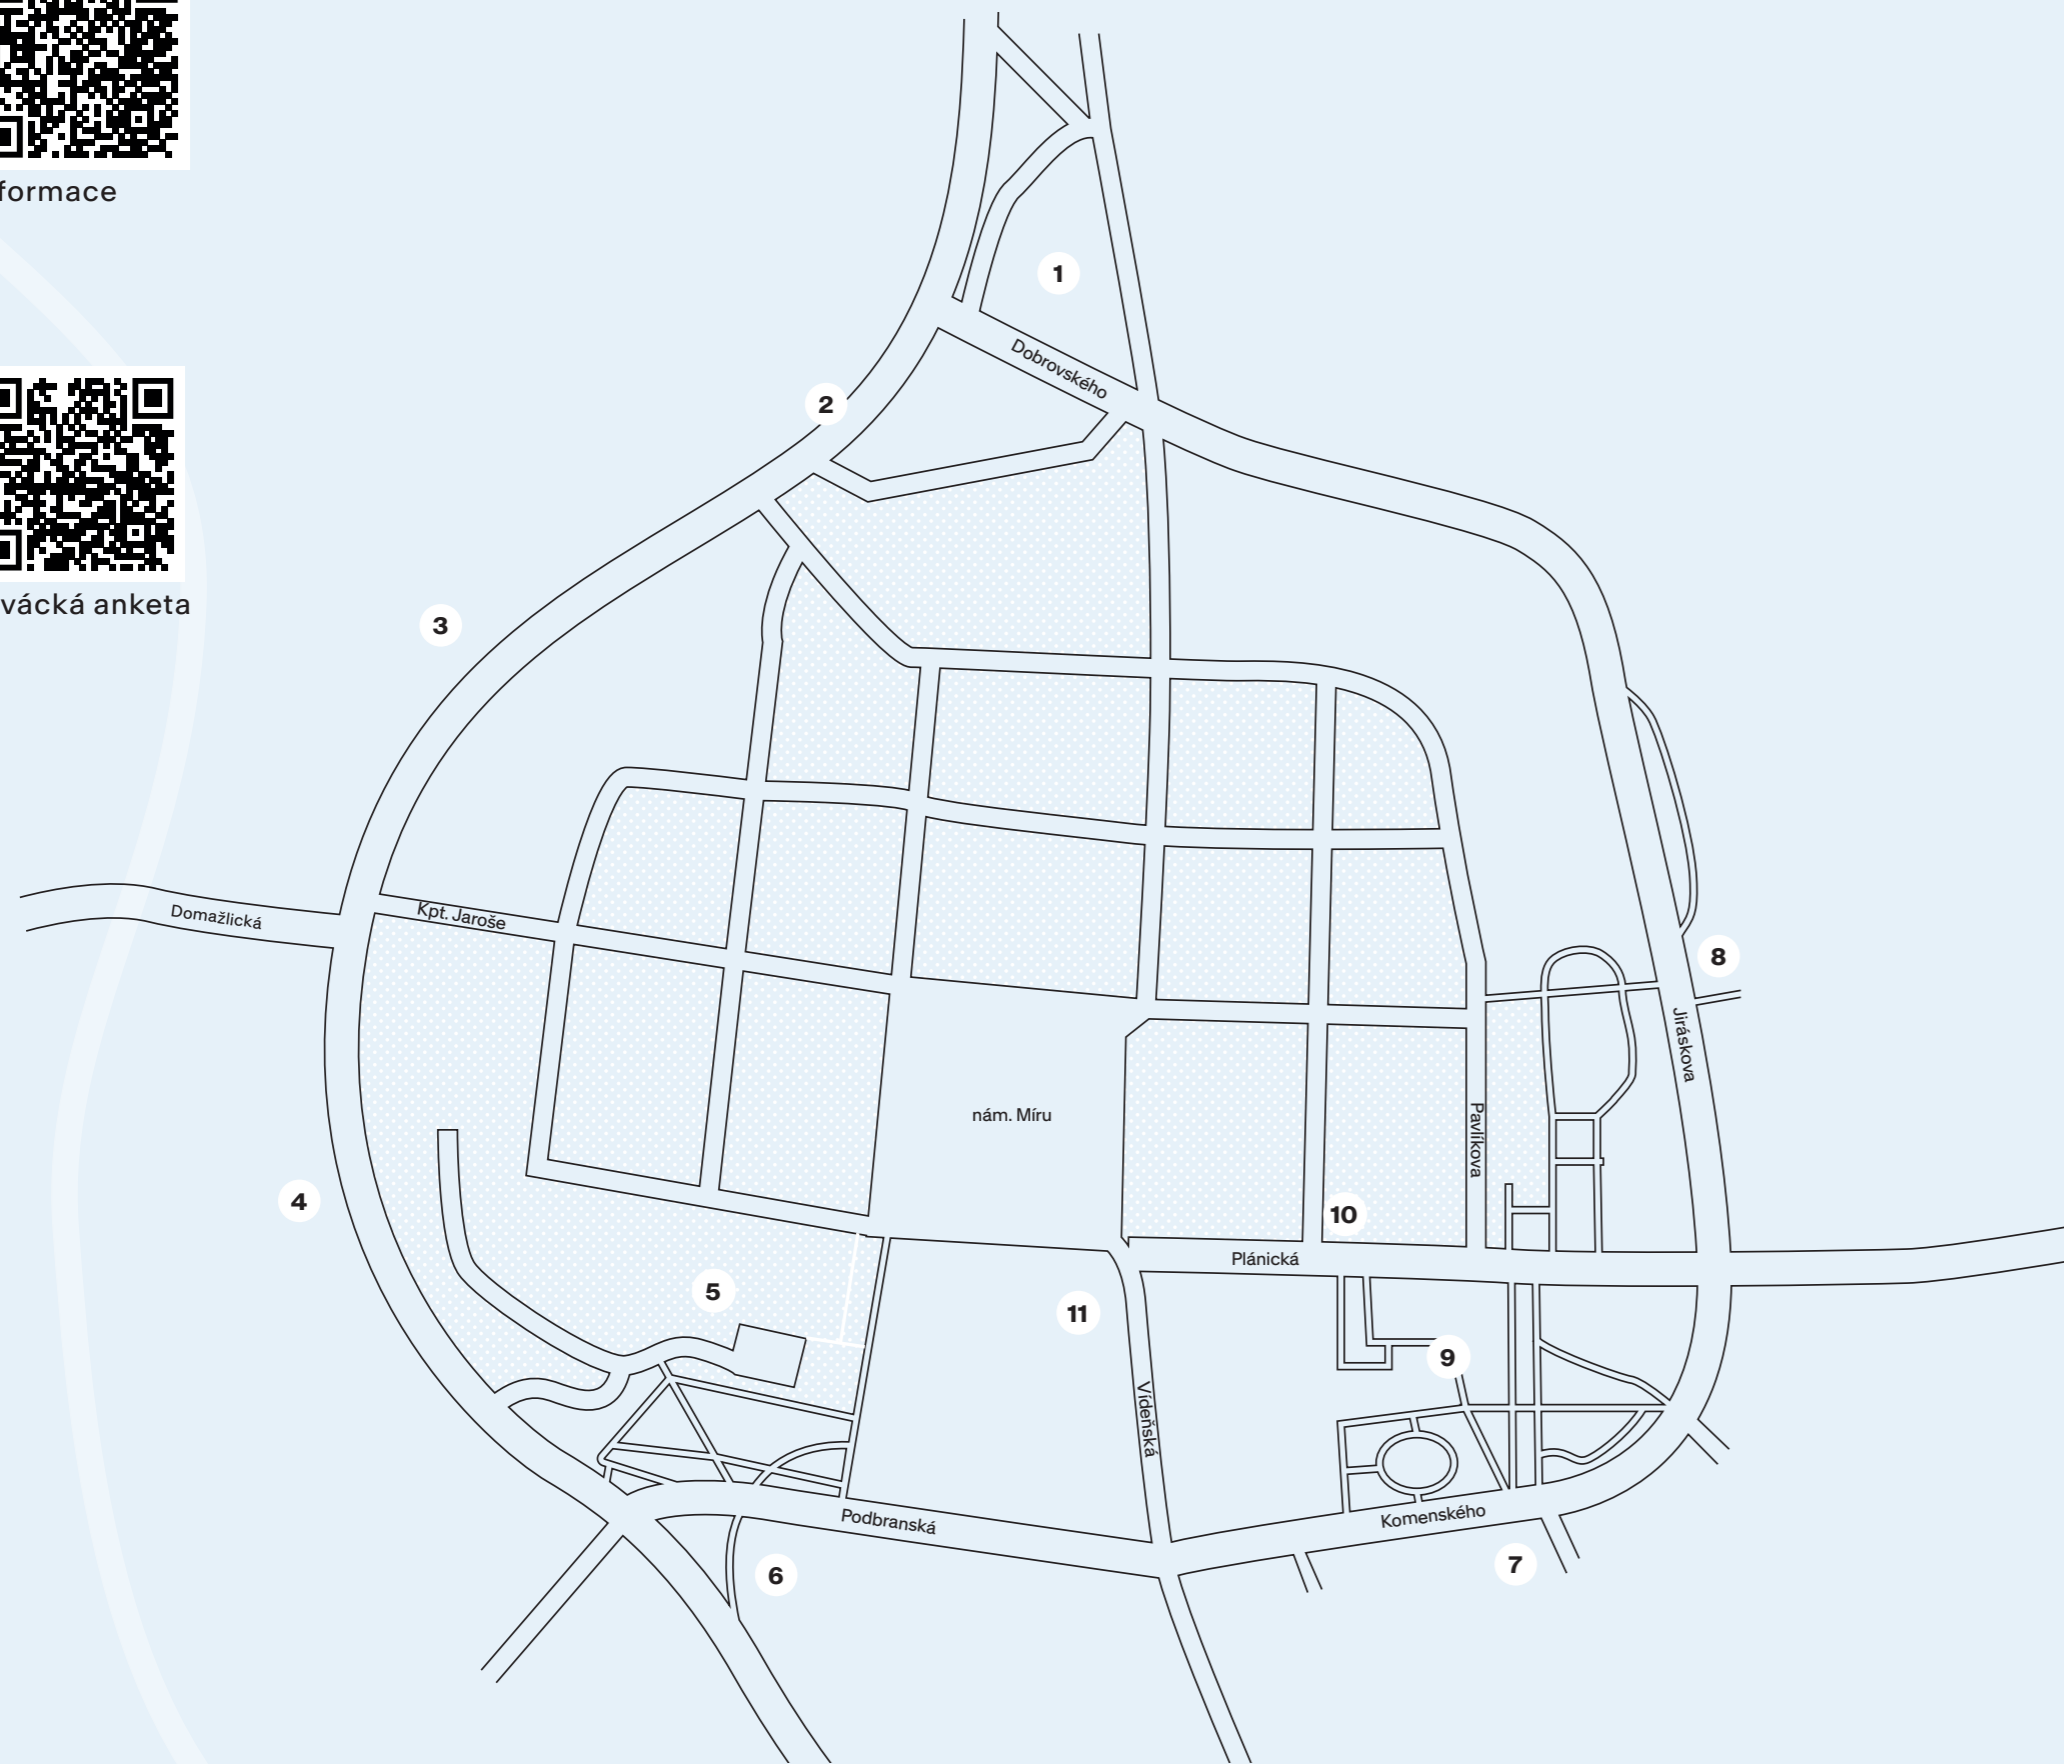 formace
vácká anketa
1
Dobrovského
2
3
Domažlická
Kpt. Jaroše
8
Jiráskova
nám. Míru
Pavlíkova
4
10
Plánická
5
11
9
Vídeňská
Podbranská
Komenského
6
7